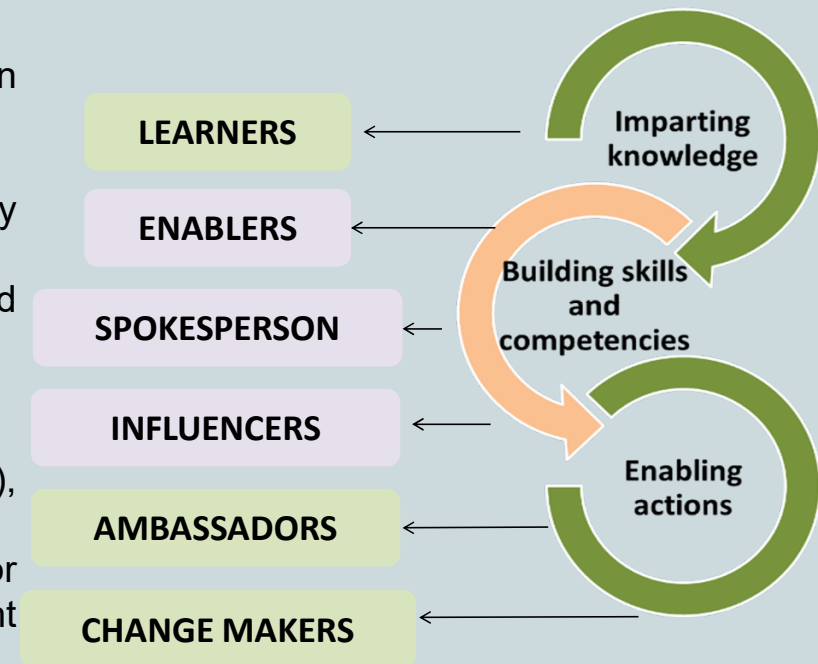 LEARNERS
ENABLERS
SPOKESPERSON
INFLUENCERS
AMBASSADORS
CHANGE MAKERS
Imparting
knowledge
Building skills
and
competencies
Enabling
actions